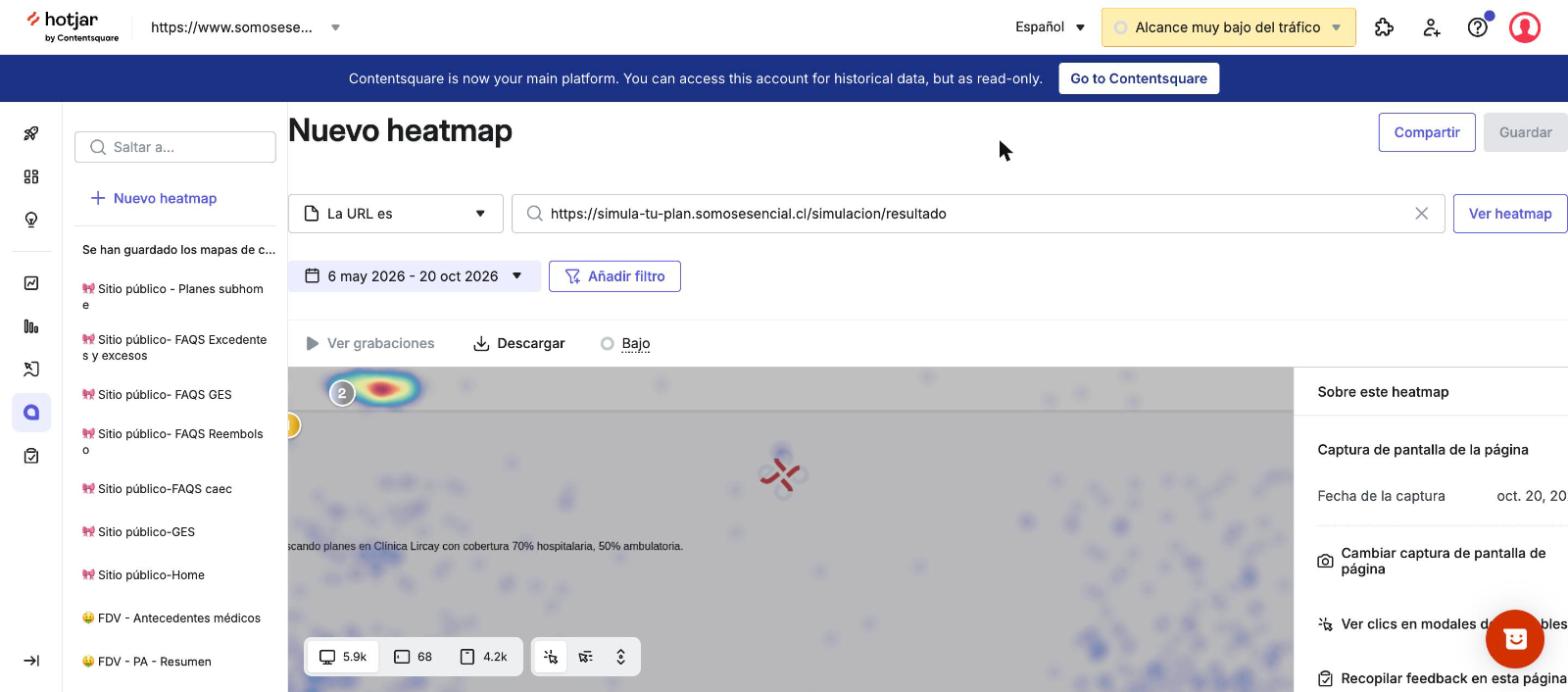 hotjar
by Contentsquare
https://www.somosese...
Español
Alcance muy bajo del tráfico
Contentsquare is now your main platform. You can access this account for historical data, but as read-only.
Go to Contentsquare
Saltar a...
Nuevo heatmap
Se han guardado los mapas de c...
Sitio público - Planes subhom
e
Sitio público- FAQS Excedente
s y excesos
Sitio público- FAQS GES
Sitio público- FAQS Reembols
o
Sitio público-FAQS caec
Sitio público-GES
Sitio público-Home
FDV - Antecedentes médicos
FDV - PA - Resumen
Nuevo heatmap
Compartir
Guardar
La URL es
https://simula-tu-plan.somosesencial.cl/simulacion/resultado
Ver heatmap
6 may 2026 - 20 oct 2026
Añadir filtro
Ver grabaciones
Descargar
Bajo
2
scando planes en Clínica Lircay con cobertura 70% hospitalaria, 50% ambulatoria.
5.9k
68
4.2k
Sobre este heatmap
Captura de pantalla de la página
Fecha de la captura
oct. 20, 20
Cambiar captura de pantalla de
página
Ver clics en modales
Recopilar feedback en esta página